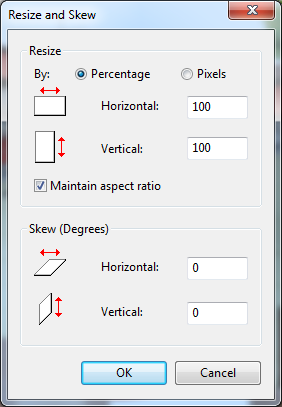 Resize and Skew
Resize
By: Percentage Pixels
Horizontal: 100
Vertical: 100
Maintain aspect ratio
Skew (Degrees)
Horizontal: 0
Vertical: 0
OK Cancel